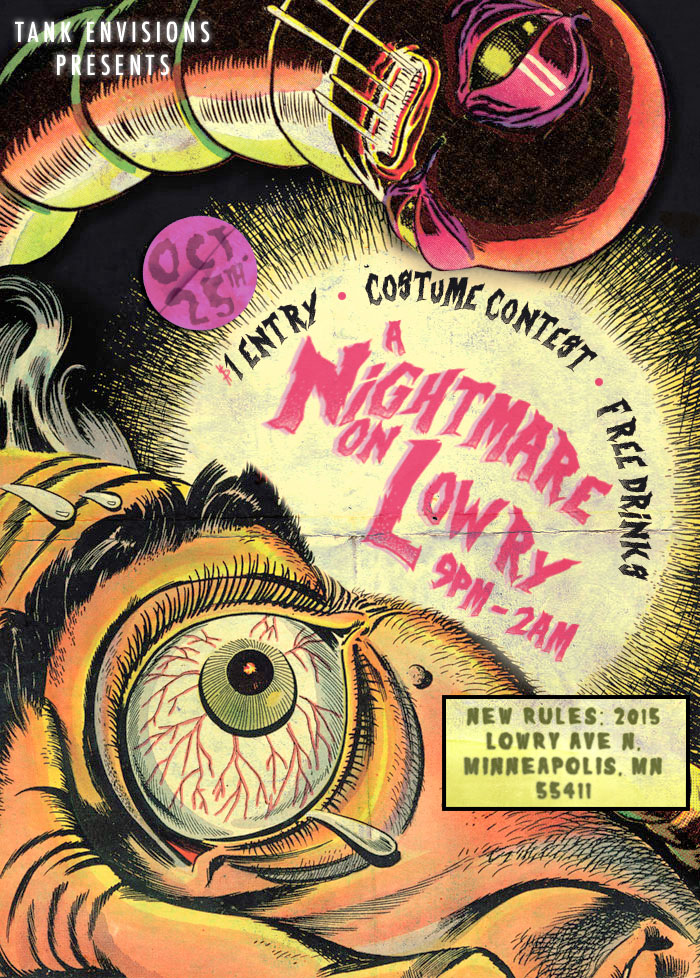 TANK ENVISIONS
PRESENTS
OCT.
25TH.
$1 ENTRY • COSTUME CONTEST • FREE DRINKS
A
NIGHTMARE
ON
LOWRY
9PM - 2AM
NEW RULES: 2015
LOWRY AVE N.
MINNEAPOLIS, MN
55411